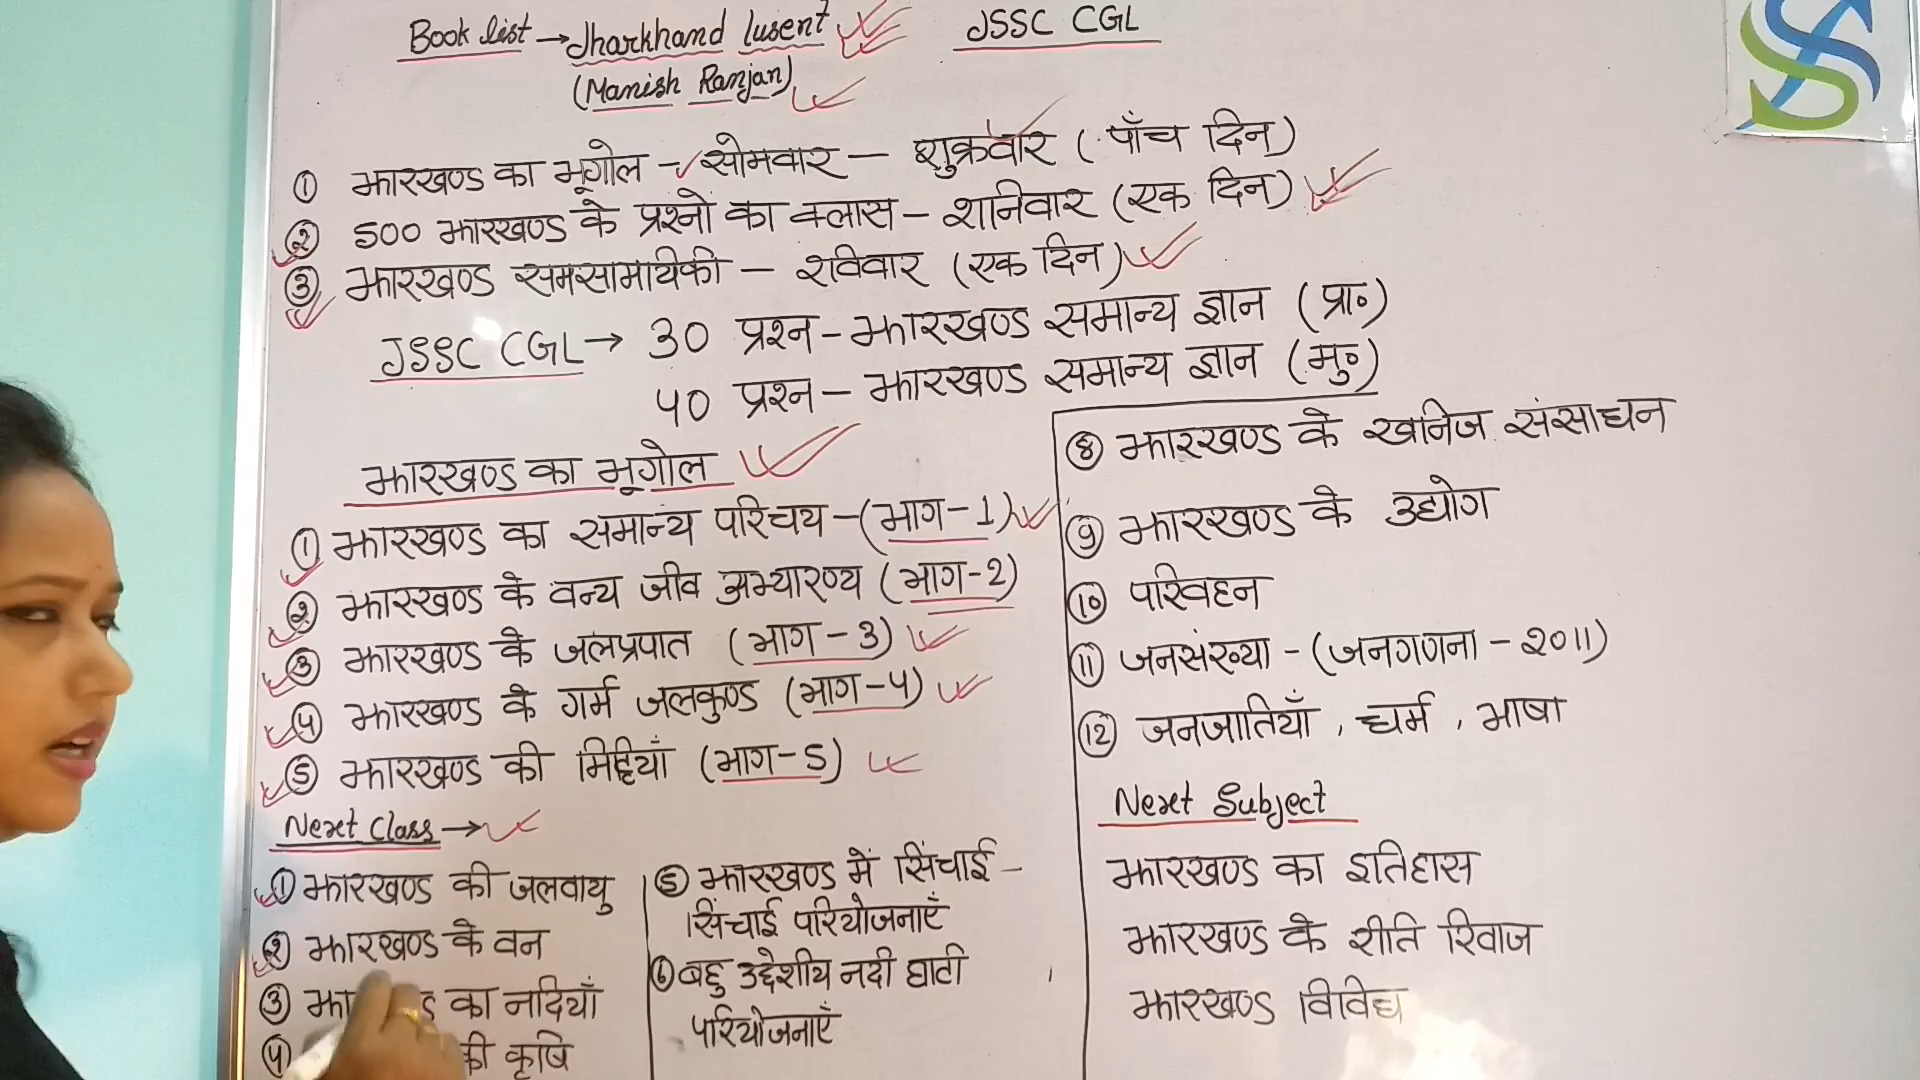 Book list → Jharkhand lusent
JSSC CGL
(Manish Ranjan)
① झारखण्ड का भूगोल - सोमवार - शुक्रवार (पाँच दिन)
② 500 झारखण्ड के प्रश्नों का क्लास - शनिवार (एक दिन)
③ झारखण्ड समसामायिकी - रविवार (एक दिन)
JSSC CGL → 30 प्रश्न - झारखण्ड समान्य ज्ञान (प्रा०)
40 प्रश्न - झारखण्ड समान्य ज्ञान (मु०)
झारखण्ड का भूगोल
① झारखण्ड का समान्य परिचय - (भाग - 1)
② झारखण्ड के वन्य जीव अभ्यारण्य (भाग-2)
③ झारखण्ड के जलप्रपात (भाग - 3)
④ झारखण्ड के गर्म जलकुण्ड (भाग-4)
⑤ झारखण्ड की मिट्टियाँ (भाग-5)
Next Class →
① झारखण्ड की जलवायु
② झारखण्ड के वन
③ का नदियाँ
④ की कृषि
⑤ झारखण्ड में सिंचाई -
सिंचाई परियोजनाएँ
⑥ बहु उद्देशीय नदी घाटी
परियोजनाएँ
⑧ झारखण्ड के खनिज संसाधन
⑨ झारखण्ड के उद्योग
⑩ परिवहन
⑪ जनसंख्या - (जनगणना - 2011)
⑫ जनजातियाँ, धर्म, भाषा
Next Subject
झारखण्ड का इतिहास
झारखण्ड के रीति रिवाज
झारखण्ड विविध